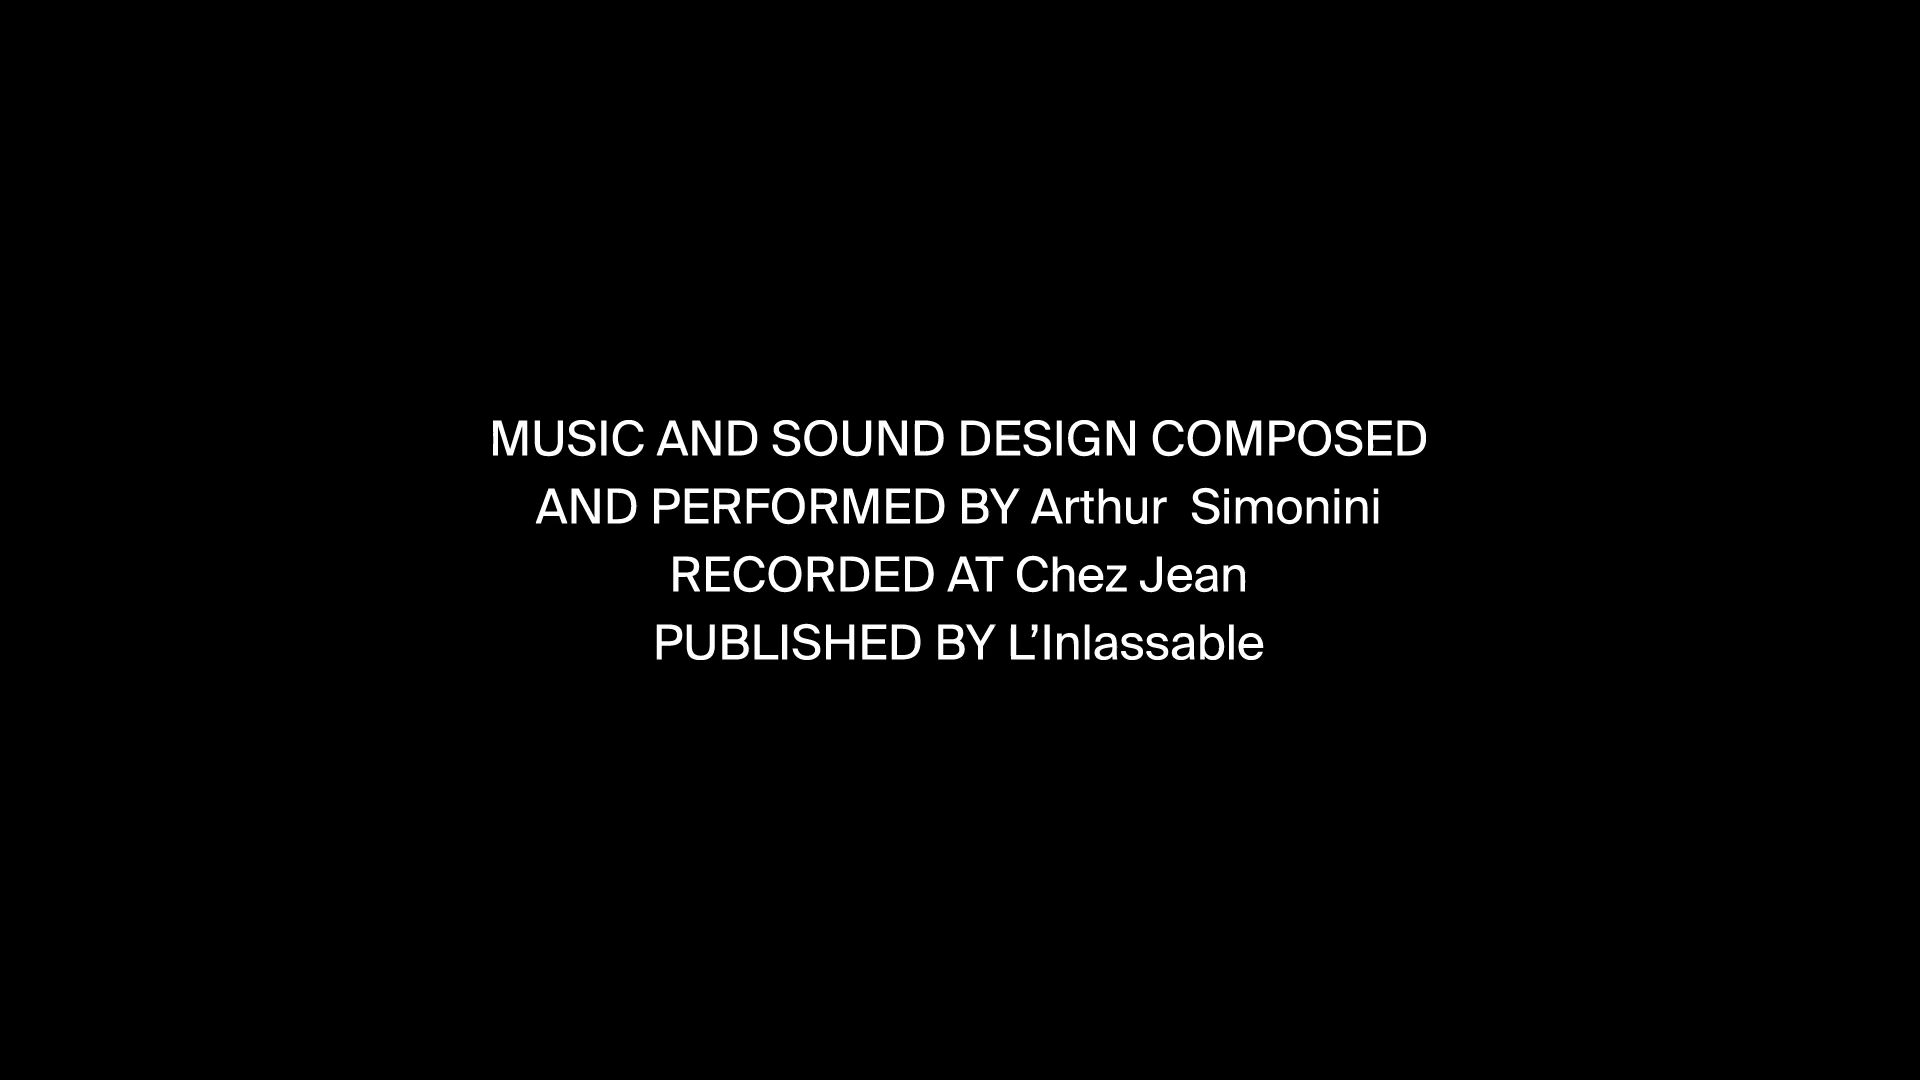 MUSIC AND SOUND DESIGN COMPOSED
AND PERFORMED BY Arthur  Simonini
RECORDED AT Chez Jean
PUBLISHED BY L’Inlassable